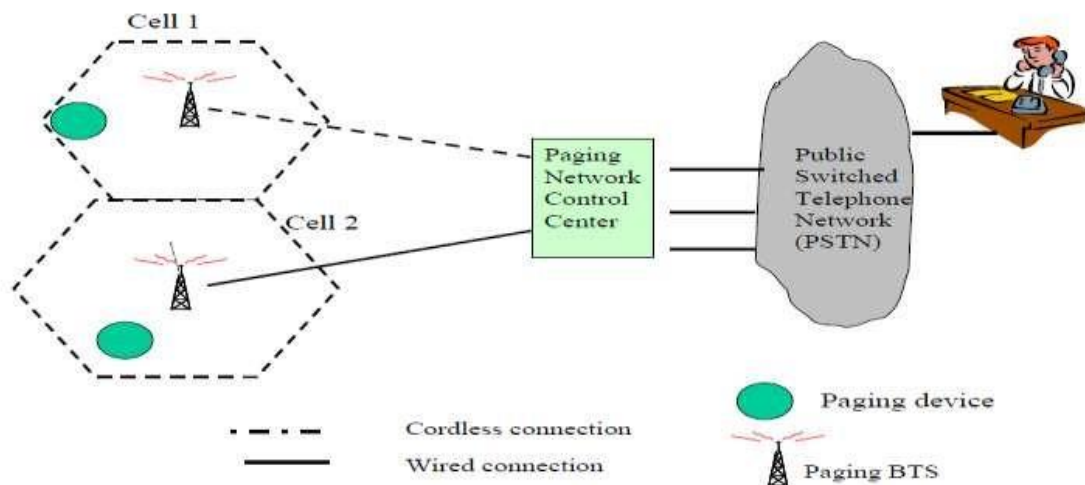 Cell 1
Cell 2
Paging
Network
Control
Center
Public
Switched
Telephone
Network
(PSTN)
Cordless connection
Wired connection
Paging device
Paging BTS